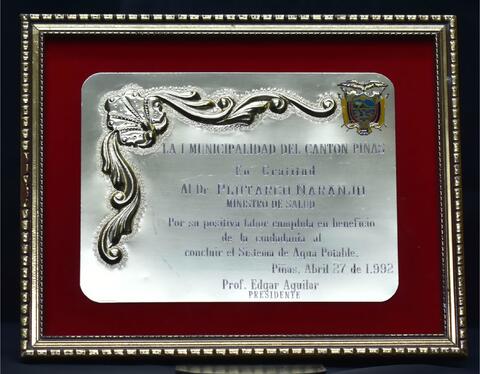 LA I MUNICIPALIDAD DEL CANTON PIÑAS
En Gratitud
Al Dr. PLUTARCO NARANJO
MINISTRO DE SALUD
Por su positiva labor cumplida en beneficio
de la ciudadania al
concluir el Sistema de Agua Potable.
Piñas, Abril 27 de 1.992
Prof. Edgar Aguilar
PRESIDENTE